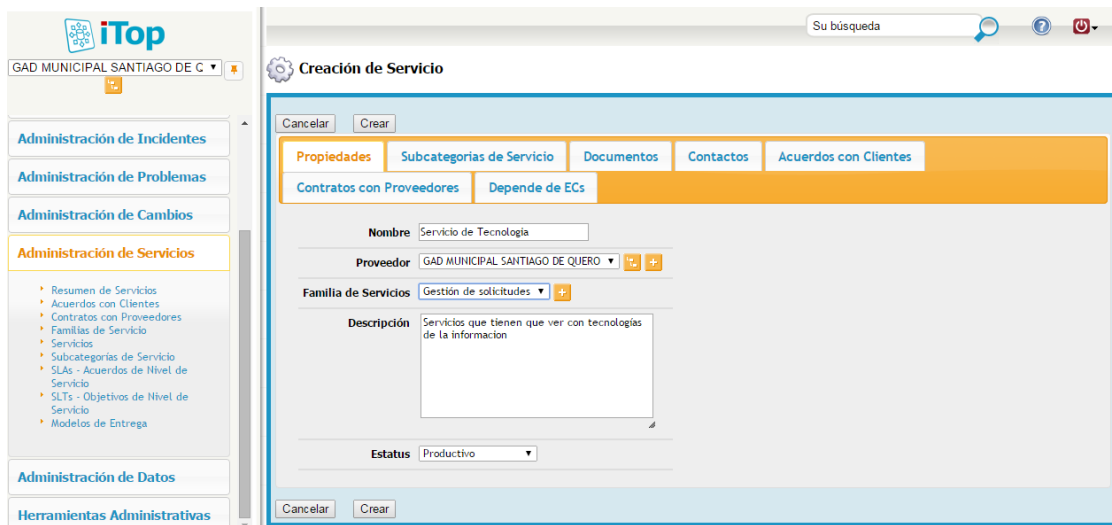 iTop
GAD MUNICIPAL SANTIAGO DE Q
Administración de Incidentes
Administración de Problemas
Administración de Cambios
Administración de Servicios
Resumen de Servicios
Acuerdos con Clientes
Contratos con Proveedores
Familias de Servicio
Servicios
Subcategorías de Servicio
SLAs - Acuerdos de Nivel de
Servicio
SLTs - Objetivos de Nivel de
Servicio
Modelos de Entrega
Administración de Datos
Herramientas Administrativas
Su búsqueda
Creación de Servicio
Cancelar Crear
Propiedades Subcategorías de Servicio Documentos Contactos Acuerdos con Clientes
Contratos con Proveedores Depende de ECs
Nombre Servicio de Tecnología
Proveedor GAD MUNICIPAL SANTIAGO DE QUERO
Familia de Servicios Gestión de solicitudes
Descripción Servicios que tienen que ver con tecnologías
de la informacion
Estatus Productivo
Cancelar Crear